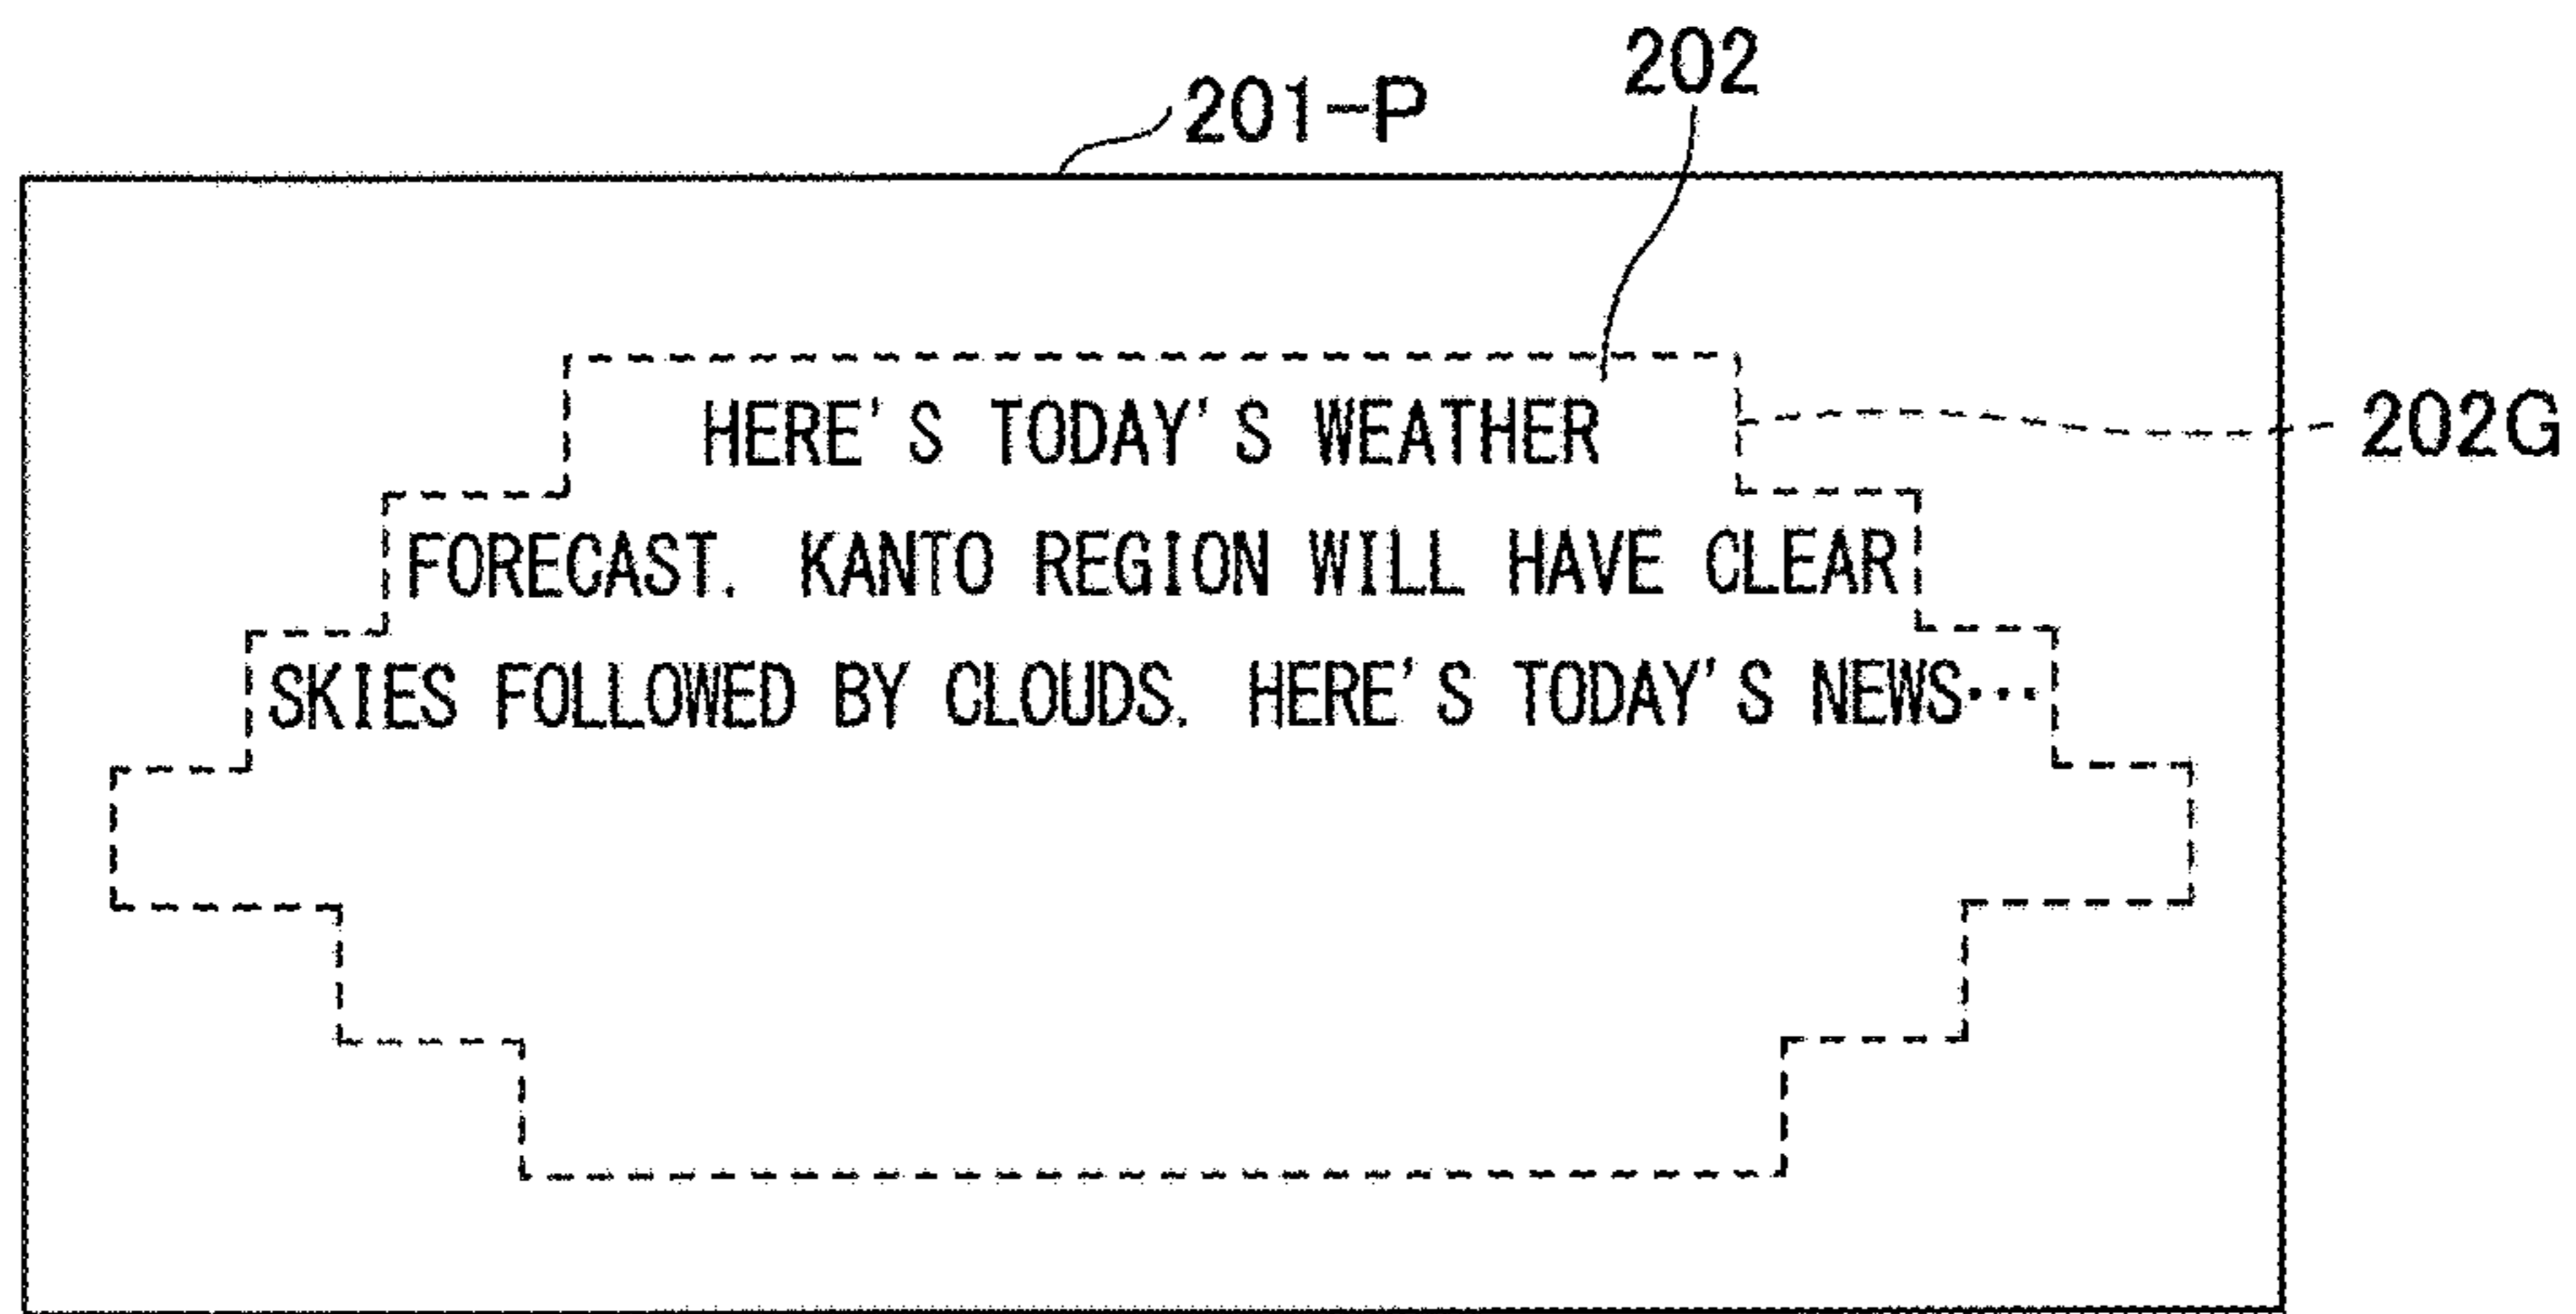 202
201-P
HERE'S TODAY'S WEATHER
202G
FORECAST. KANTO REGION WILL HAVE CLEAR
SKIES FOLLOWED BY CLOUDS. HERE'S TODAY'S NEWS···